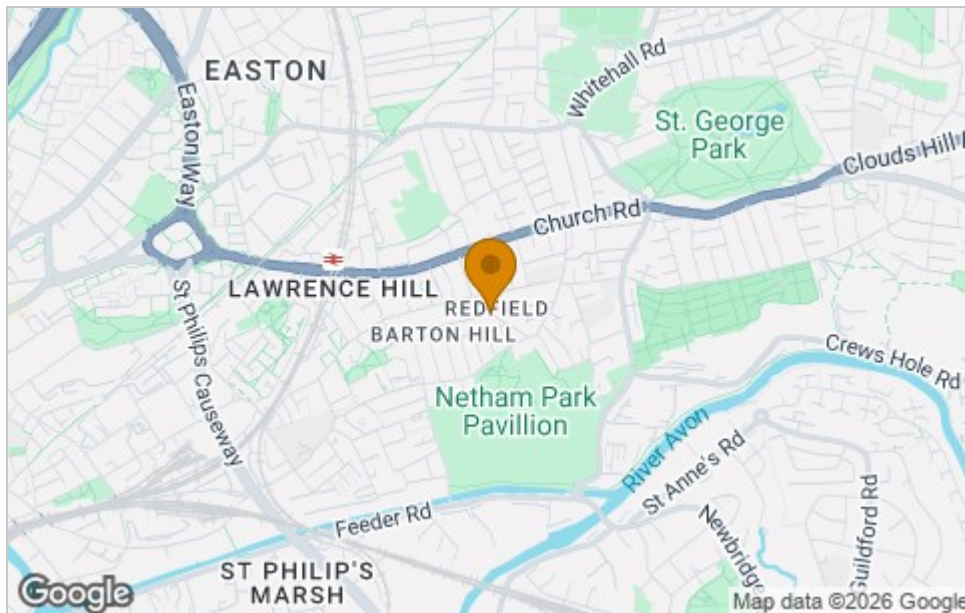 EASTON
Easton Way
Whitehall Rd
St. George
Park
Clouds Hill
Church Rd
LAWRENCE HILL
REDFIELD
BARTON HILL
St Philips Causeway
Netham Park
Pavillion
Crews Hole Rd
River Avon
St Anne's Rd
Feeder Rd
Newbridge
Guildford Rd
ST PHILIP'S
MARSH
Google
Map data ©2026 Google